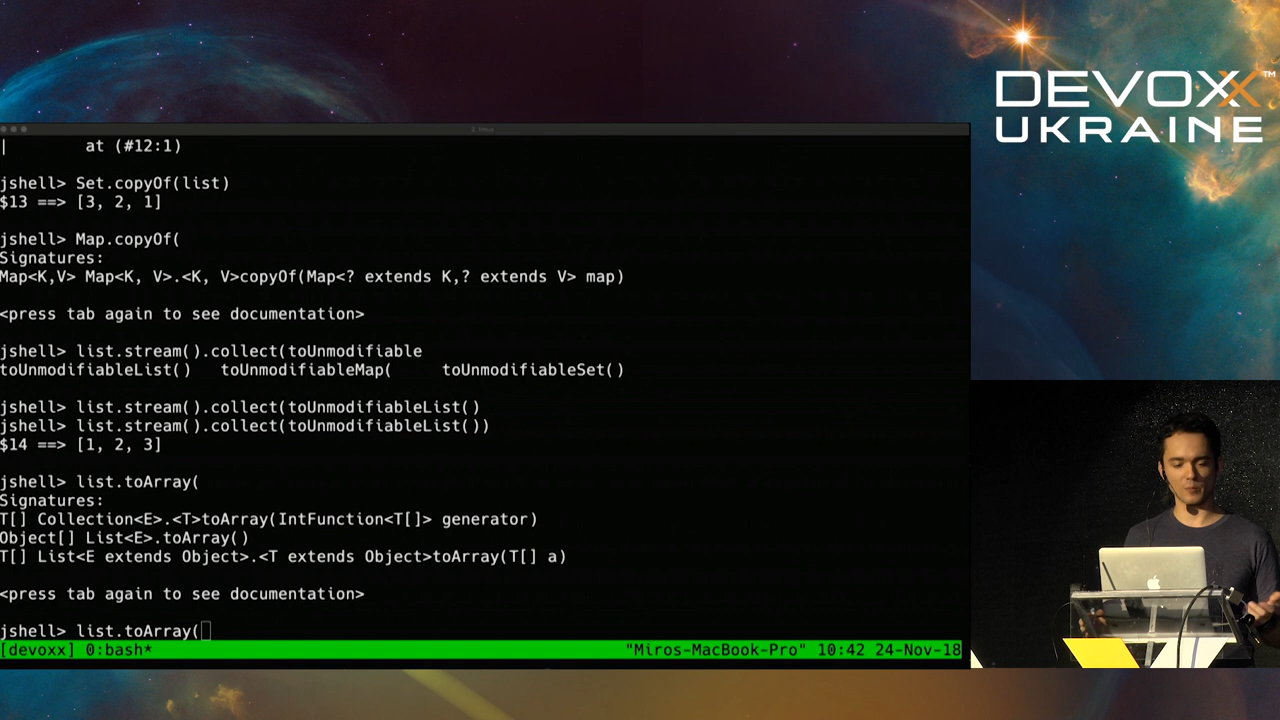 DEVOXX™
UKRAINE
2. tmux
|        at (#12:1)
jshell> Set.copyOf(list)
$13 ==> [3, 2, 1]
jshell> Map.copyOf(
Signatures:
Map<K,V> Map<K, V>.<K, V>copyOf(Map<? extends K,? extends V> map)
<press tab again to see documentation>
jshell> list.stream().collect(toUnmodifiable
toUnmodifiableList()   toUnmodifiableMap(     toUnmodifiableSet()
jshell> list.stream().collect(toUnmodifiableList()
jshell> list.stream().collect(toUnmodifiableList())
$14 ==> [1, 2, 3]
jshell> list.toArray(
Signatures:
T[] Collection<E>.<T>toArray(IntFunction<T[]> generator)
Object[] List<E>.toArray()
T[] List<E extends Object>.<T extends Object>toArray(T[] a)
<press tab again to see documentation>
jshell> list.toArray(
[devoxx] 0:bash* "Miros-MacBook-Pro" 10:42 24-Nov-18